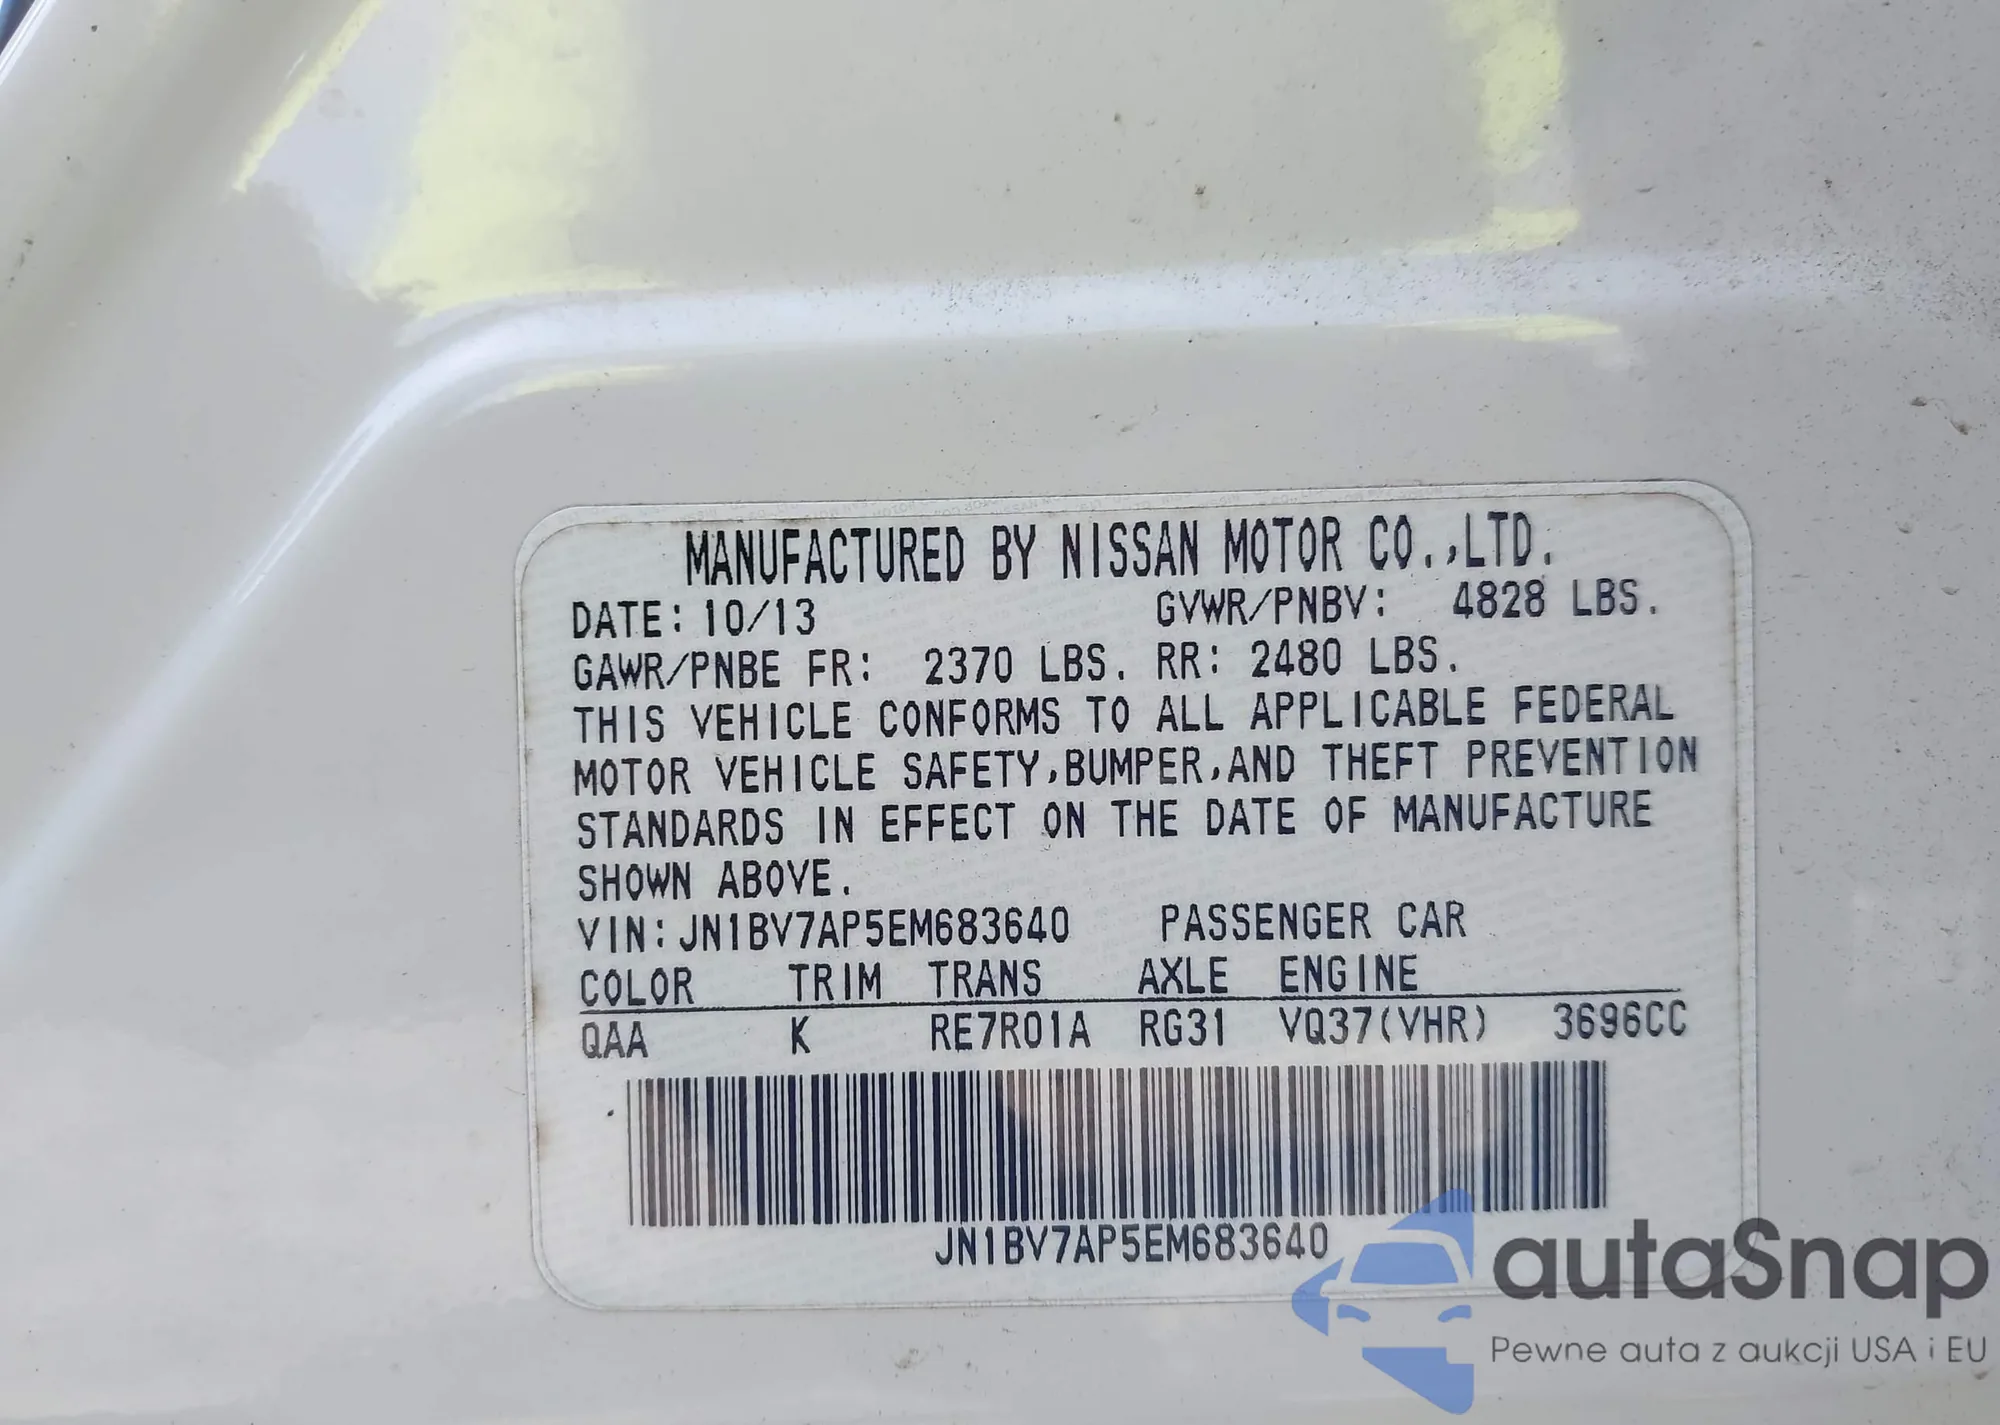 MANUFACTURED BY NISSAN MOTOR CO.,LTD.
DATE: 10/13 GVWR/PNBV: 4828 LBS.
GAWR/PNBE FR: 2370 LBS. RR: 2480 LBS.
THIS VEHICLE CONFORMS TO ALL APPLICABLE FEDERAL
MOTOR VEHICLE SAFETY,BUMPER,AND THEFT PREVENTION
STANDARDS IN EFFECT ON THE DATE OF MANUFACTURE
SHOWN ABOVE.
VIN:JN1BV7AP5EM683640 PASSENGER CAR
COLOR TRIM TRANS AXLE ENGINE
QAA K RE7R01A RG31 VQ37(VHR) 3696CC
JN1BV7AP5EM683640
autaSnap
Pewne auta z aukcji USA i EU